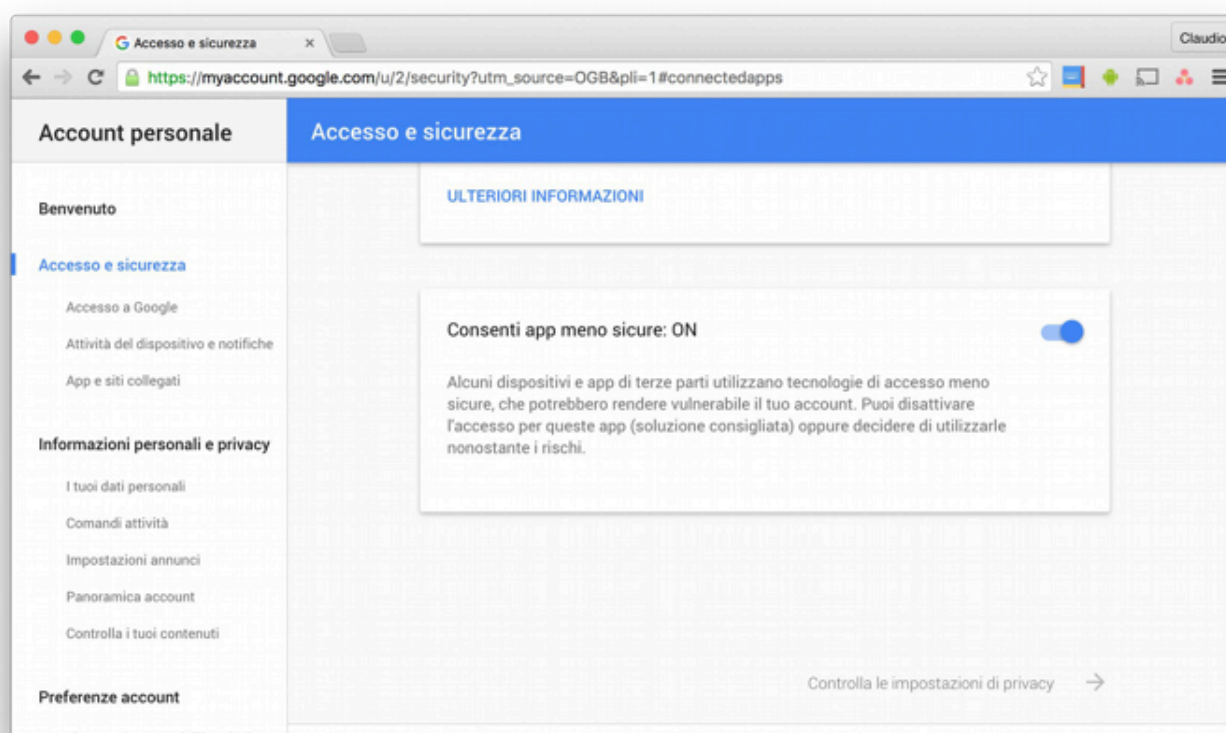 Accesso e sicurezza
Claudio
https://myaccount.google.com/u/2/security?utm_source=OGB&pli=1#connectedapps
Account personale
Accesso e sicurezza
Benvenuto
Accesso e sicurezza
Accesso a Google
Attività del dispositivo e notifiche
App e siti collegati
Informazioni personali e privacy
I tuoi dati personali
Comandi attività
Impostazioni annunci
Panoramica account
Controlla i tuoi contenuti
Preferenze account
ULTERIORI INFORMAZIONI
Consenti app meno sicure: ON
Alcuni dispositivi e app di terze parti utilizzano tecnologie di accesso meno
sicure, che potrebbero rendere vulnerabile il tuo account. Puoi disattivare
l'accesso per queste app (soluzione consigliata) oppure decidere di utilizzarle
nonostante i rischi.
Controlla le impostazioni di privacy